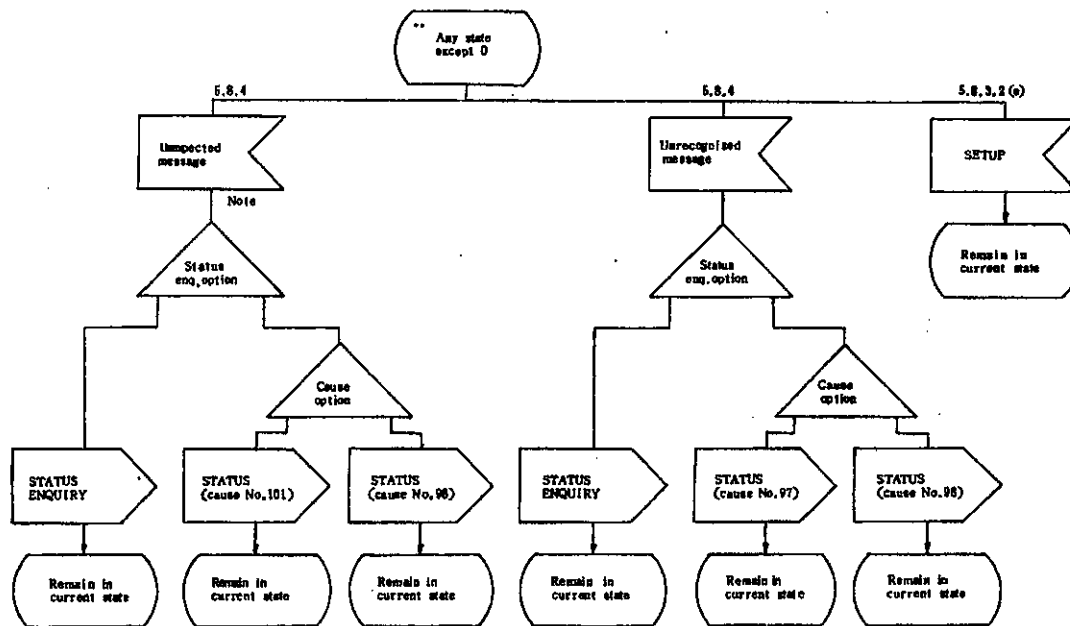 **
Any state
except 0
5.8.4
5.8.4
5.8.3.2(e)
Unexpected
message
Unrecognised
message
SETUP
Note
Status
enq.option
Status
enq.option
Remain in
current state
Cause
option
Cause
option
STATUS
ENQUIRY
STATUS
(cause No.101)
STATUS
(cause No.98)
STATUS
ENQUIRY
STATUS
(cause No.97)
STATUS
(cause No.98)
Remain in
current state
Remain in
current state
Remain in
current state
Remain in
current state
Remain in
current state
Remain in
current state